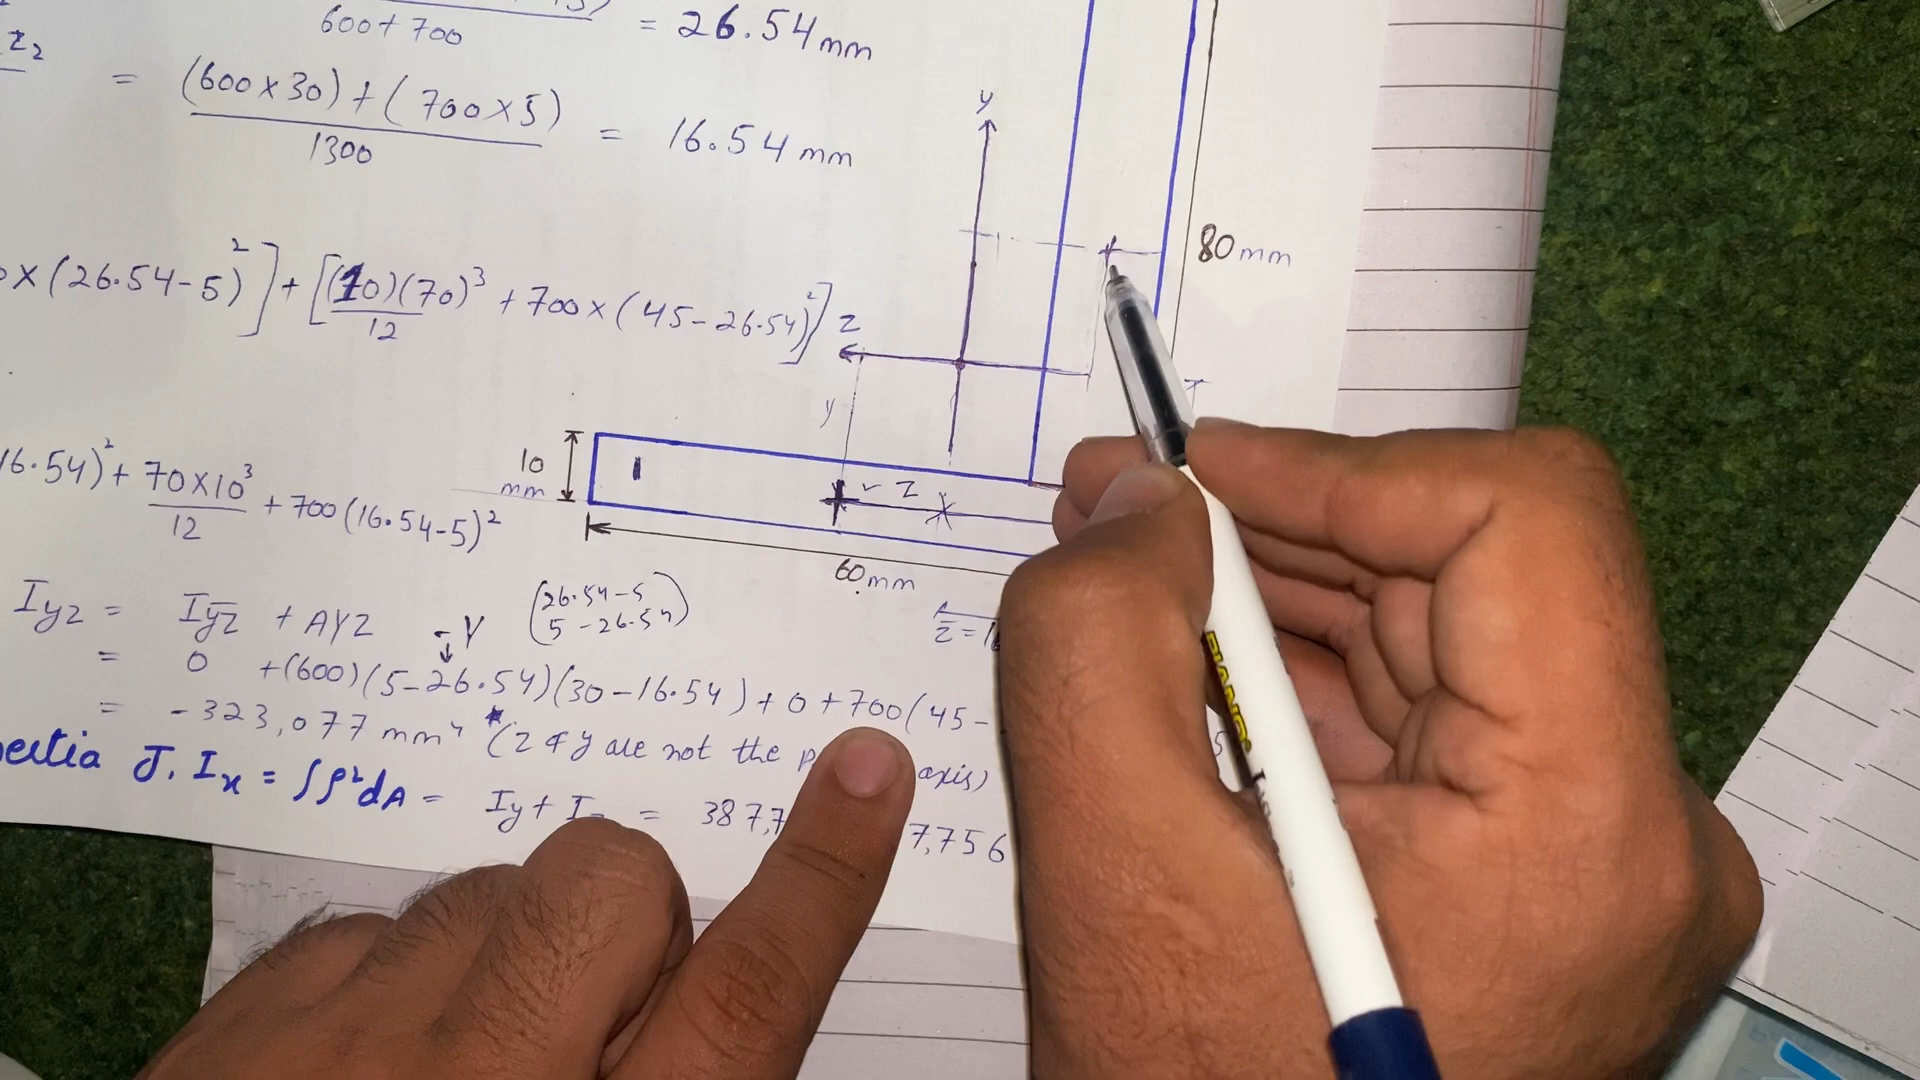 600+700 = 26.54 mm
z₂
= (600×30)+(700×5) / 1300 = 16.54 mm
y
×(26.54-5)²]+[(10)(70)³/12 + 700×(45-26.54)²]
z
80 mm
y
16.54)²+ 70×10³/12 + 700(16.54-5)²
10 mm
1
z
60 mm
Iyz = Iȳz̄ + AYZ -Y (26.54-5
5-26.54)
z̄ =
= 0 +(600)(5-26.54)(30-16.54)+0+700(45-
= -323,077 mm⁴ *(z & y are not the axis)
ertia J. Ix = ∫ρ²dA = Iy + = 387,7 7,756
PIANO